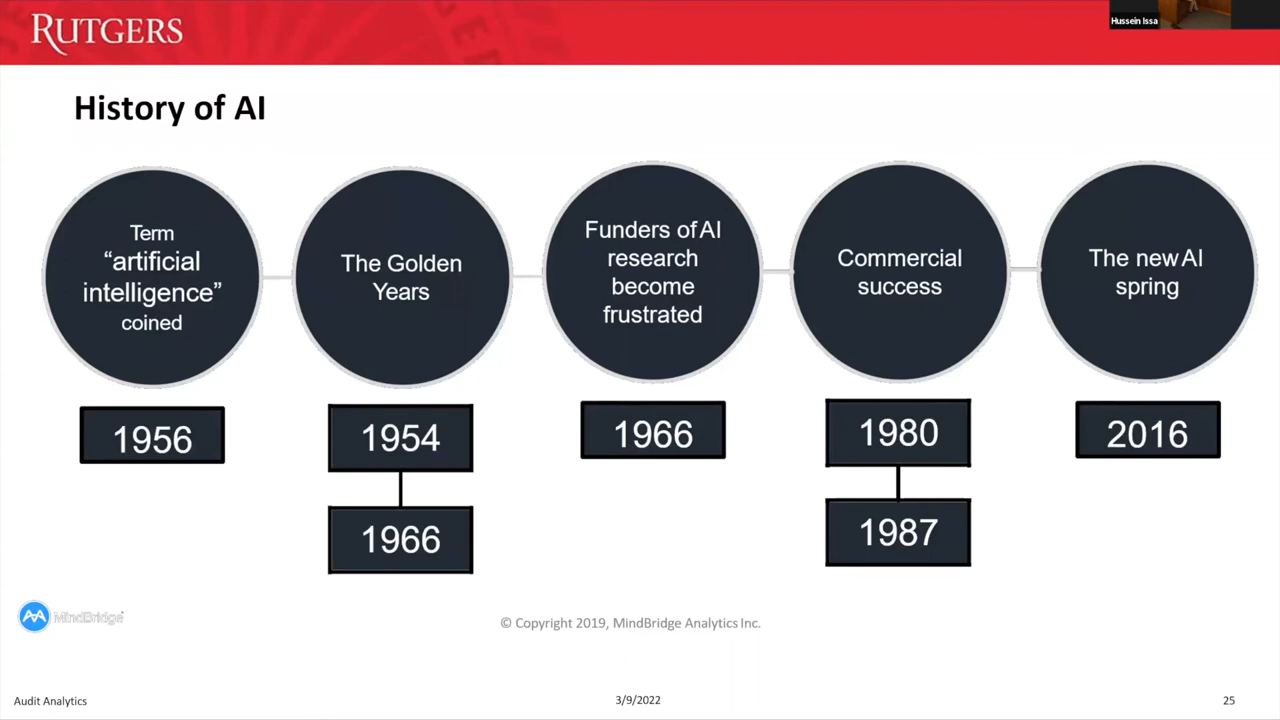 RUTGERS
Hussein Issa
History of AI
Term
“artificial
intelligence”
coined
The Golden
Years
Funders of AI
research
become
frustrated
Commercial
success
The new AI
spring
1956
1954
1966
1966
1980
1987
2016
MindBridge
© Copyright 2019, MindBridge Analytics Inc.
Audit Analytics
3/9/2022
25